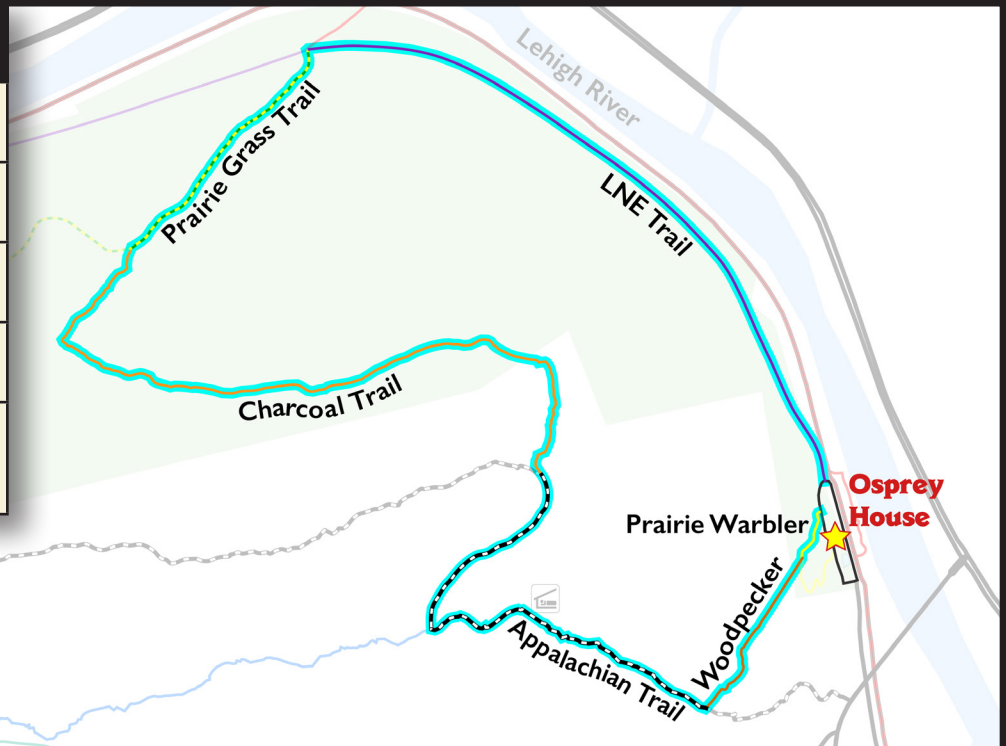 Lehigh River
Prairie Grass Trail
LNE Trail
Charcoal Trail
Osprey
House
Prairie Warbler
Woodpecker
Appalachian Trail